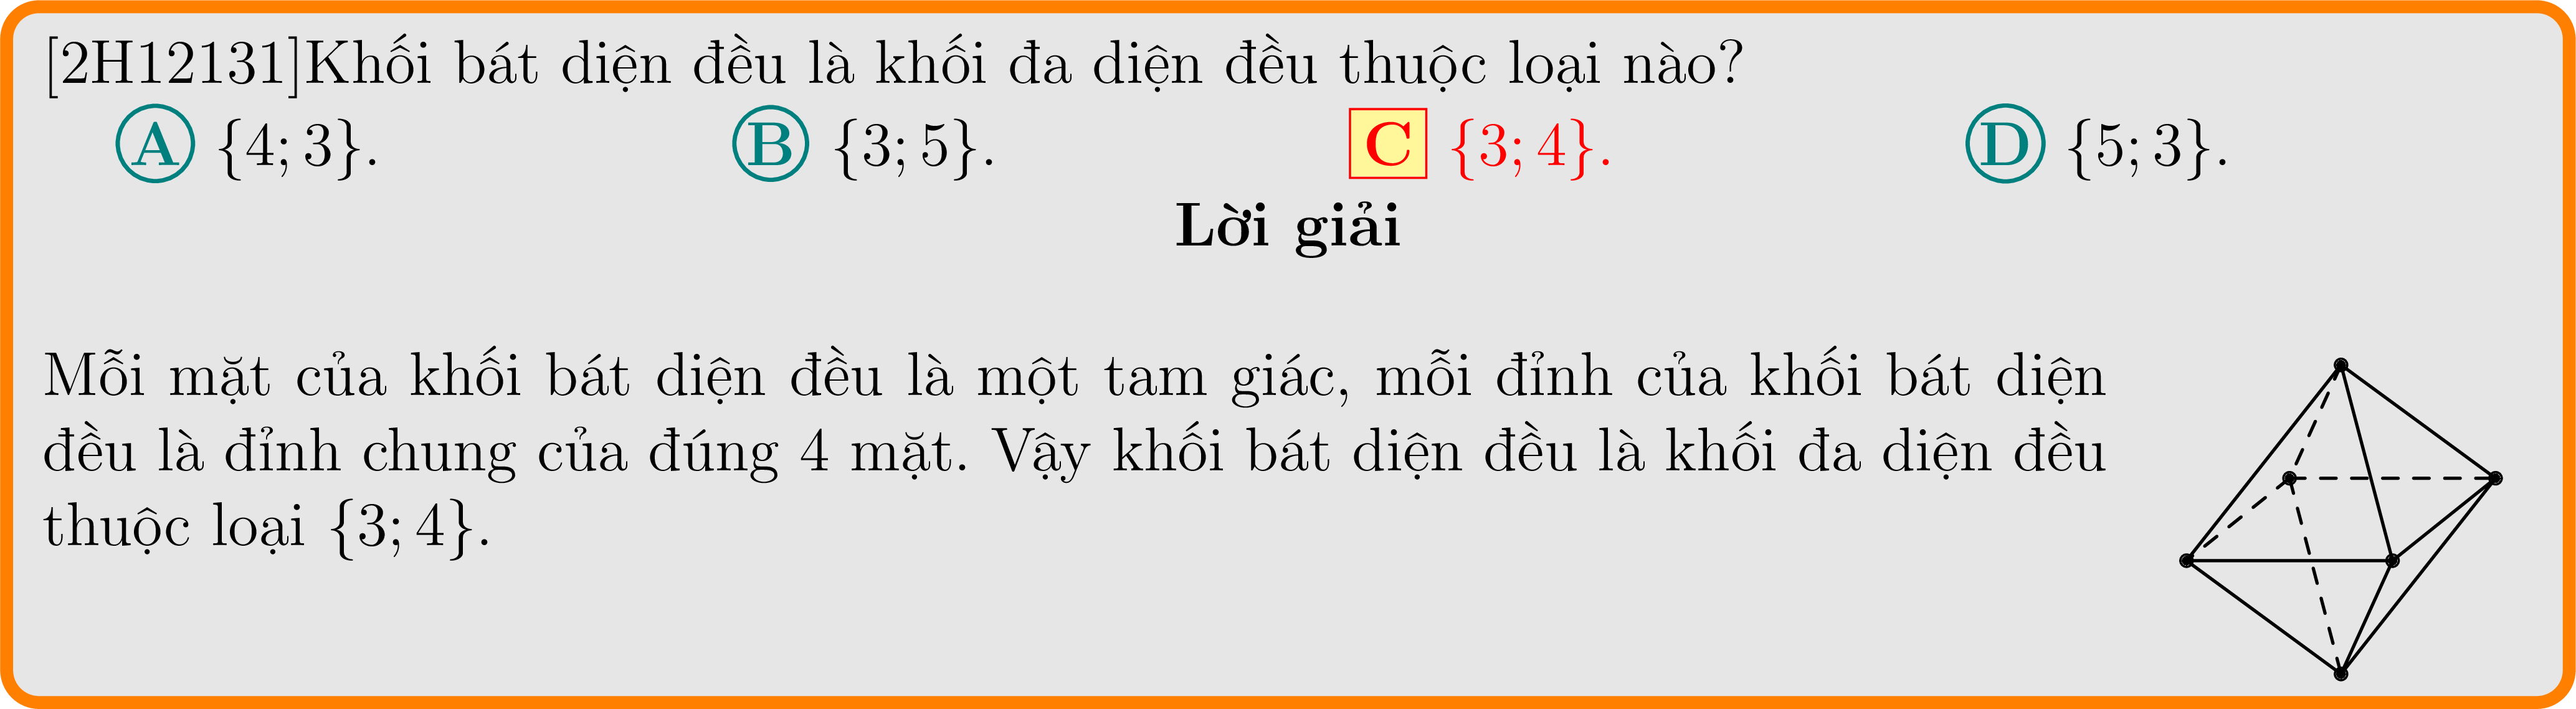 [2H12131]Khối bát diện đều là khối đa diện đều thuộc loại nào?
A {4; 3}. B {3; 5}. C {3; 4}. D {5; 3}.
Lời giải
Mỗi mặt của khối bát diện đều là một tam giác, mỗi đỉnh của khối bát diện
đều là đỉnh chung của đúng 4 mặt. Vậy khối bát diện đều là khối đa diện đều
thuộc loại {3; 4}.